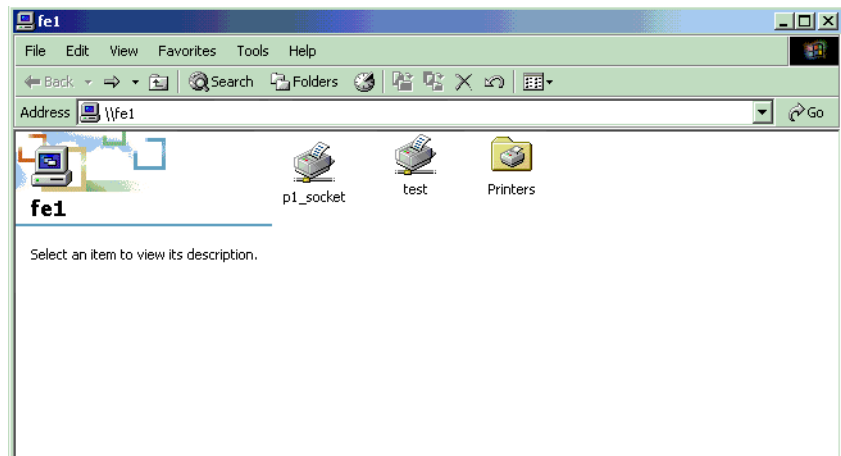 fe1
File Edit View Favorites Tools Help
Back Search Folders
Address \\fe1 Go
p1_socket test Printers
fe1
Select an item to view its description.